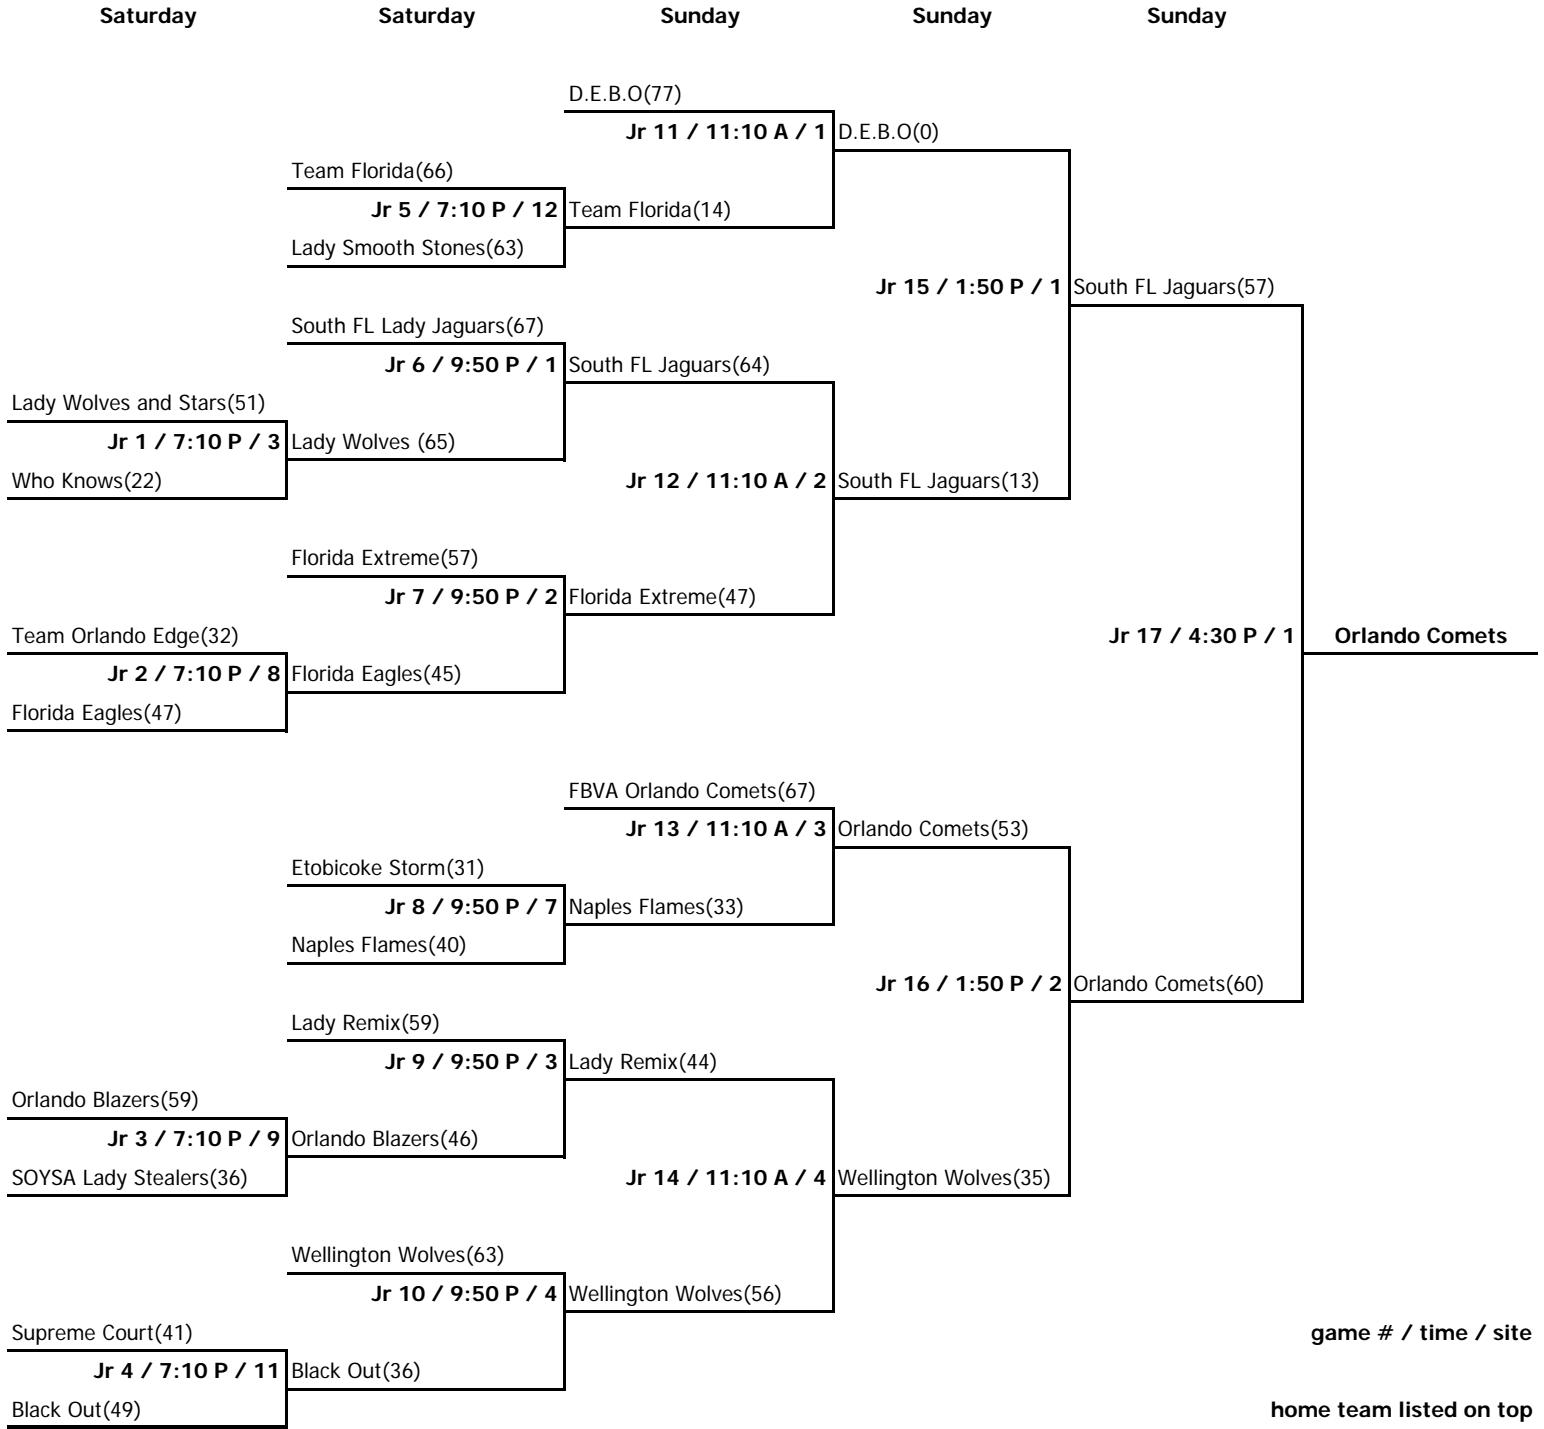 Saturday Saturday Sunday Sunday Sunday
D.E.B.O(77)
Jr 11 / 11:10 A / 1 D.E.B.O(0)
Team Florida(66)
Jr 5 / 7:10 P / 12 Team Florida(14)
Lady Smooth Stones(63)
Jr 15 / 1:50 P / 1 South FL Jaguars(57)
South FL Lady Jaguars(67)
Jr 6 / 9:50 P / 1 South FL Jaguars(64)
Lady Wolves and Stars(51)
Jr 1 / 7:10 P / 3 Lady Wolves (65)
Who Knows(22) Jr 12 / 11:10 A / 2 South FL Jaguars(13)
Florida Extreme(57)
Jr 7 / 9:50 P / 2 Florida Extreme(47)
Team Orlando Edge(32) Jr 17 / 4:30 P / 1 Orlando Comets
Jr 2 / 7:10 P / 8 Florida Eagles(45)
Florida Eagles(47)
FBVA Orlando Comets(67)
Jr 13 / 11:10 A / 3 Orlando Comets(53)
Etobicoke Storm(31)
Jr 8 / 9:50 P / 7 Naples Flames(33)
Naples Flames(40)
Jr 16 / 1:50 P / 2 Orlando Comets(60)
Lady Remix(59)
Jr 9 / 9:50 P / 3 Lady Remix(44)
Orlando Blazers(59)
Jr 3 / 7:10 P / 9 Orlando Blazers(46)
SOYSA Lady Stealers(36) Jr 14 / 11:10 A / 4 Wellington Wolves(35)
Wellington Wolves(63)
Jr 10 / 9:50 P / 4 Wellington Wolves(56)
Supreme Court(41) game # / time / site
Jr 4 / 7:10 P / 11 Black Out(36)
Black Out(49) home team listed on top